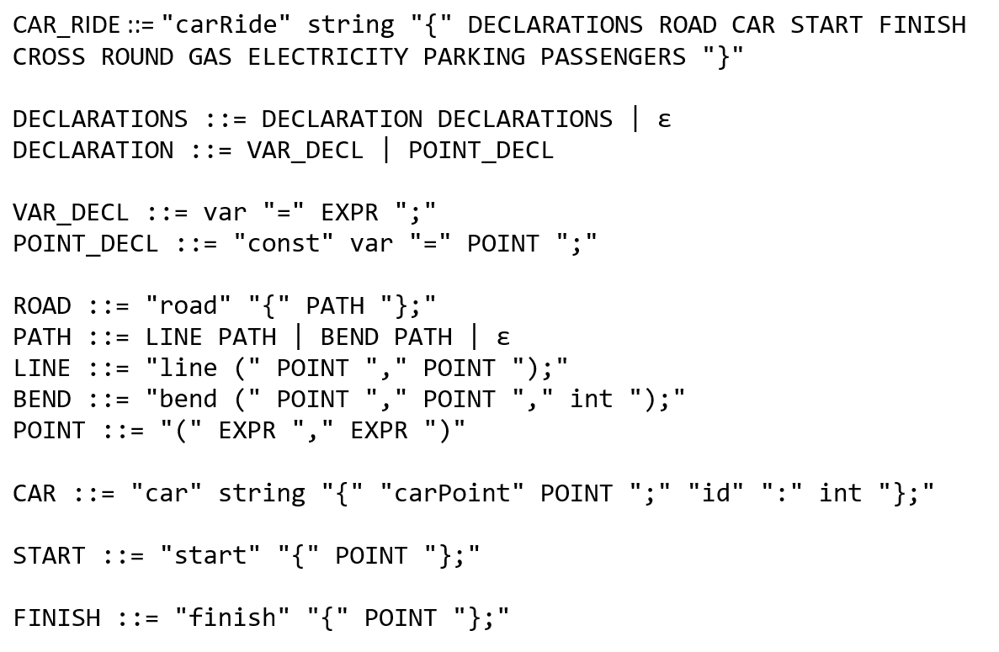 CAR_RIDE ::= "carRide" string "{" DECLARATIONS ROAD CAR START FINISH
CROSS ROUND GAS ELECTRICITY PARKING PASSENGERS "}"
DECLARATIONS ::= DECLARATION DECLARATIONS | ε
DECLARATION ::= VAR_DECL | POINT_DECL
VAR_DECL ::= var "=" EXPR ";"
POINT_DECL ::= "const" var "=" POINT ";"
ROAD ::= "road" "{" PATH "};"
PATH ::= LINE PATH | BEND PATH | ε
LINE ::= "line (" POINT "," POINT ");"
BEND ::= "bend (" POINT "," POINT "," int ");"
POINT ::= "(" EXPR "," EXPR ")"
CAR ::= "car" string "{" "carPoint" POINT ";" "id" ":" int "};"
START ::= "start" "{" POINT "};"
FINISH ::= "finish" "{" POINT "};"